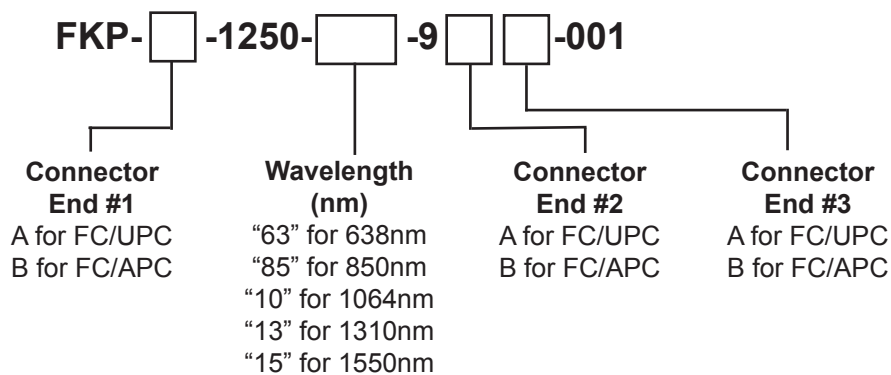 FKP- -1250- -9 -001
Connector
End #1
A for FC/UPC
B for FC/APC
Wavelength
(nm)
“63” for 638nm
“85” for 850nm
“10” for 1064nm
“13” for 1310nm
“15” for 1550nm
Connector
End #2
A for FC/UPC
B for FC/APC
Connector
End #3
A for FC/UPC
B for FC/APC